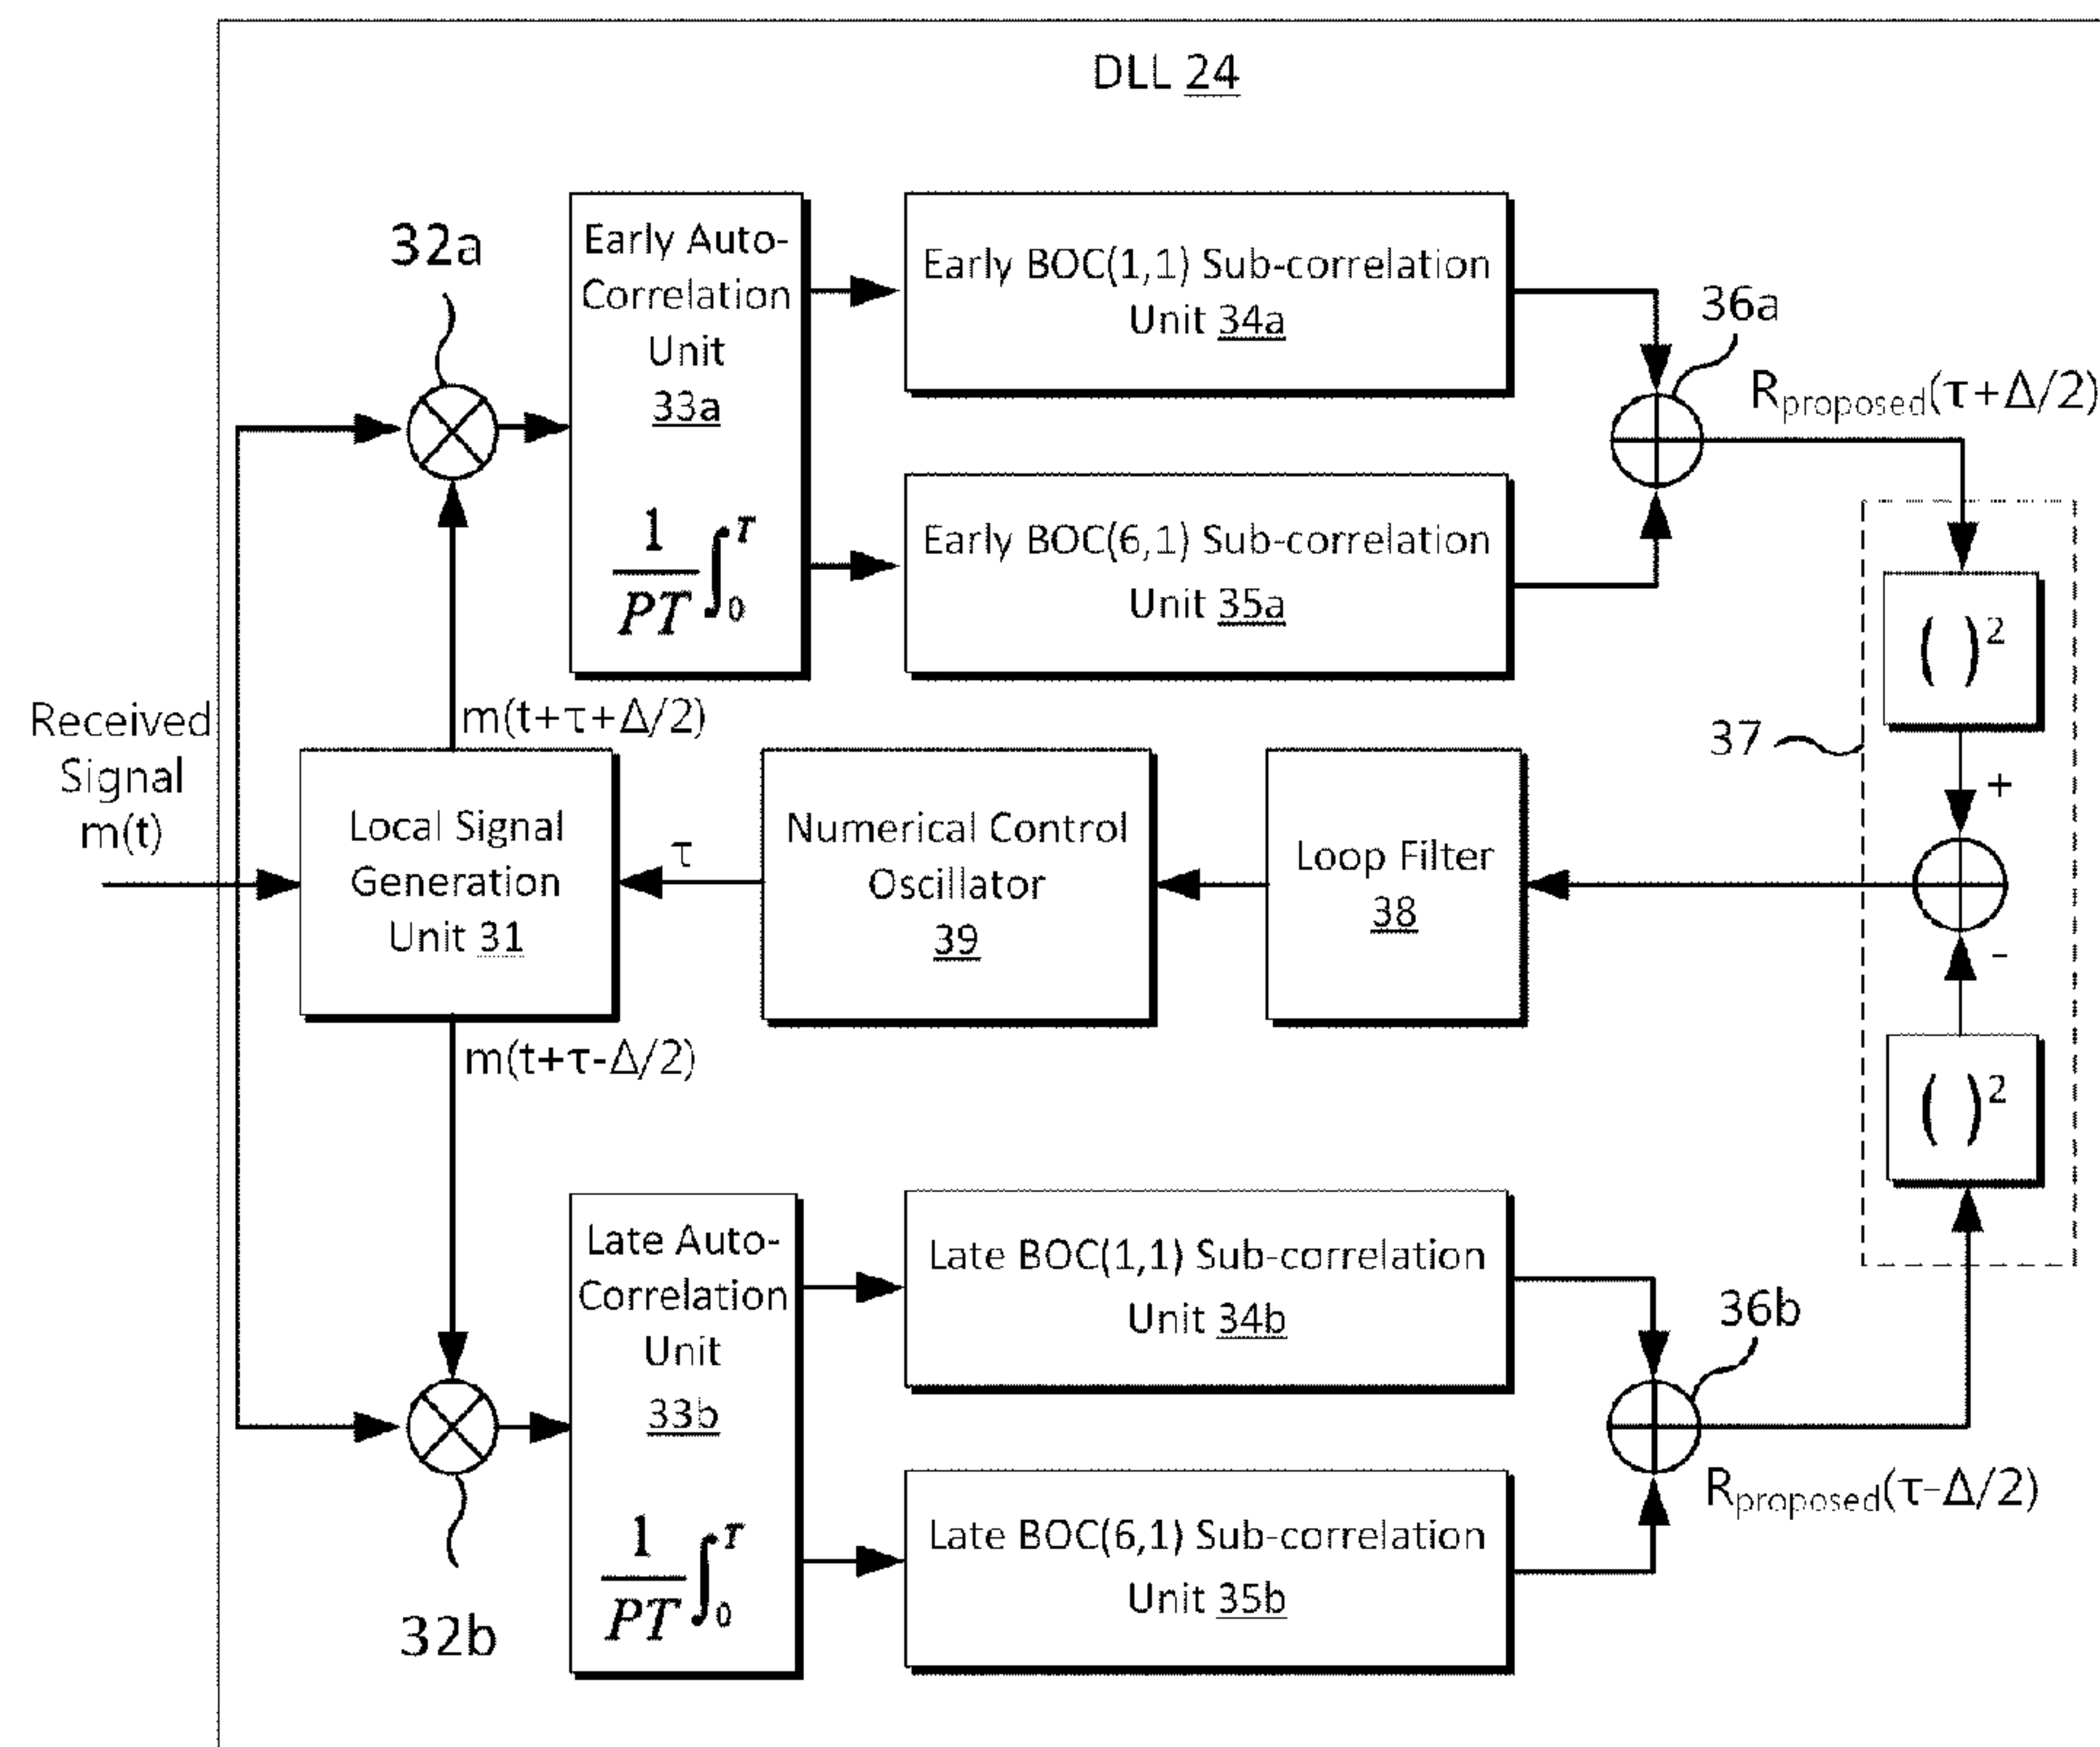 DLL 24
32a
Early Auto-
Correlation
Unit
33a
1
PT
∫
T
0
Early BOC(1,1) Sub-correlation
Unit 34a
Early BOC(6,1) Sub-correlation
Unit 35a
36a
Rproposed(τ+Δ/2)
( )²
37
+
-
( )²
Received
Signal
m(t)
m(t+τ+Δ/2)
Local Signal
Generation
Unit 31
τ
Numerical Control
Oscillator
39
Loop Filter
38
m(t+τ-Δ/2)
32b
Late Auto-
Correlation
Unit
33b
1
PT
∫
T
0
Late BOC(1,1) Sub-correlation
Unit 34b
Late BOC(6,1) Sub-correlation
Unit 35b
36b
Rproposed(τ-Δ/2)